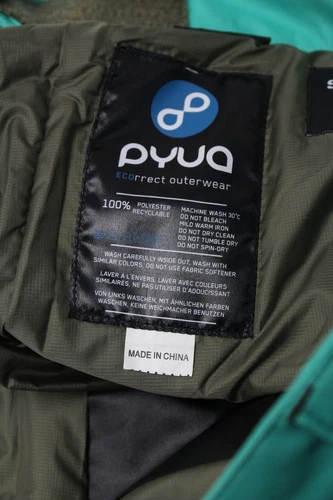 PYUA
ECOrrect outerwear
100% POLYESTER RECYCLABLE
MACHINE WASH 30°C
DO NOT BLEACH
MILD WARM IRON
DO NOT DRY CLEAN
DO NOT TUMBLE DRY
DO NOT SPIN-DRY
WASH CAREFULLY INSIDE OUT, WASH WITH
SIMILAR COLORS, DO NOT USE FABRIC SOFTENER
LAVER A L'ENVERS, LAVER AVEC COULEURS
SIMILAIRES, NE PAS UTILISER D'ADOUCISSANT
VON LINKS WASCHEN, MIT ÄHNLICHEN FARBEN
WASCHEN, KEINE WEICHMACHER BENUTZEN
MADE IN CHINA